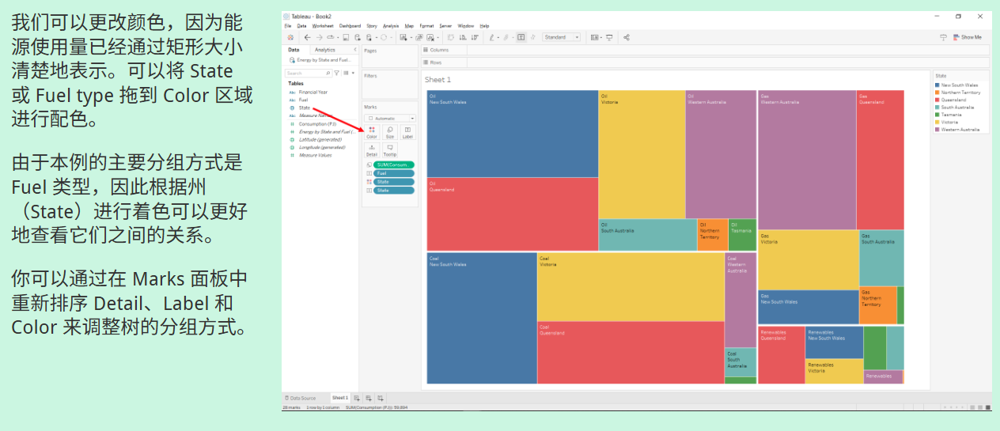 我们可以更改颜色，因为能
源使用量已经通过矩形大小
清楚地表示。可以将 State
或 Fuel type 拖到 Color 区域
进行配色。
由于本例的主要分组方式是
Fuel 类型，因此根据州
（State）进行着色可以更好
地查看它们之间的关系。
你可以通过在 Marks 面板中
重新排序 Detail、Label 和
Color 来调整树的分组方式。
Tableau - Book2
File Data Worksheet Dashboard Story Analysis Map Format Server Window Help
Standard
Show Me
Data Analytics
Energy by State and Fuel...
Search
Tables
Abc Financial Year
Abc Fuel
State
Abc Measure Names
Consumption (PJ)
Energy by State and Fuel (...
Latitude (generated)
Longitude (generated)
Measure Values
Pages
Filters
Marks
Automatic
Color Size Label
Detail Tooltip
SUM(Consum..
Fuel
State
State
Columns
Rows
Sheet 1
Oil
New South Wales
Oil
Queensland
Oil
Victoria
Oil
Western Australia
Oil
South Australia
Oil
Northern
Territory
Oil
Tasmania
Coal
New South Wales
Coal
Victoria
Coal
Queensland
Coal
Western
Australia
Coal
South
Australia
Gas
Western Australia
Gas
Queensland
Gas
Victoria
Gas
South Australia
Gas
New South Wales
Gas
Northern
Territory
Renewables
Queensland
Renewables
New South Wales
Renewables
Victoria
Renewables
State
New South Wales
Northern Territory
Queensland
South Australia
Tasmania
Victoria
Western Australia
Data Source Sheet 1
28 marks 1 row by 1 column